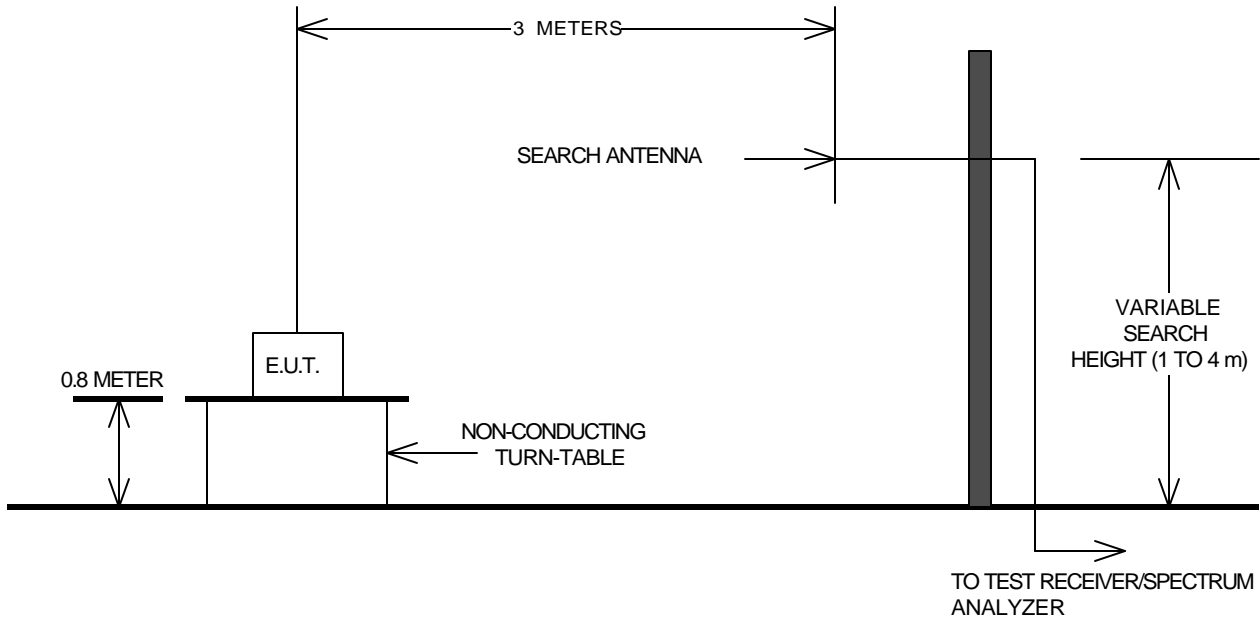 3 METERS
SEARCH ANTENNA
VARIABLE
SEARCH
HEIGHT (1 TO 4 m)
E.U.T.
0.8 METER
NON-CONDUCTING
TURN-TABLE
TO TEST RECEIVER/SPECTRUM
ANALYZER